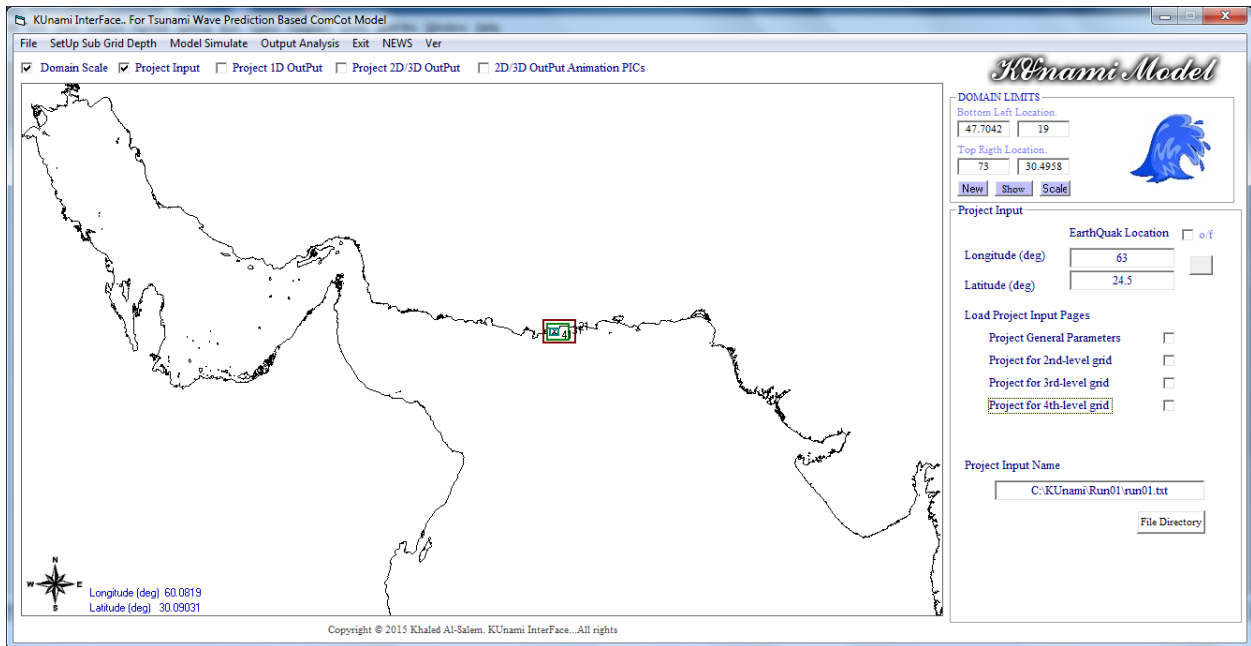 KUnami InterFace.. For Tsunami Wave Prediction Based ComCot Model
File SetUp Sub Grid Depth Model Simulate Output Analysis Exit NEWS Ver
Domain Scale Project Input Project 1D OutPut Project 2D/3D OutPut 2D/3D OutPut Animation PICs
KUnami Model
DOMAIN LIMITS
Bottom Left Location.
47.7042 19
Top Rigth Location.
73 30.4958
New Show Scale
Project Input
EarthQuak Location o/f
Longitude (deg) 63
Latitude (deg) 24.5
Load Project Input Pages
Project General Parameters
Project for 2nd-level grid
Project for 3rd-level grid
Project for 4th-level grid
Project Input Name
C:\KUnami\Run01\run01.txt
File Directory
4
N
W E
S
Longitude (deg) 60.0819
Latitude (deg) 30.09031
Copyright © 2015 Khaled Al-Salem. KUnami InterFace...All rights